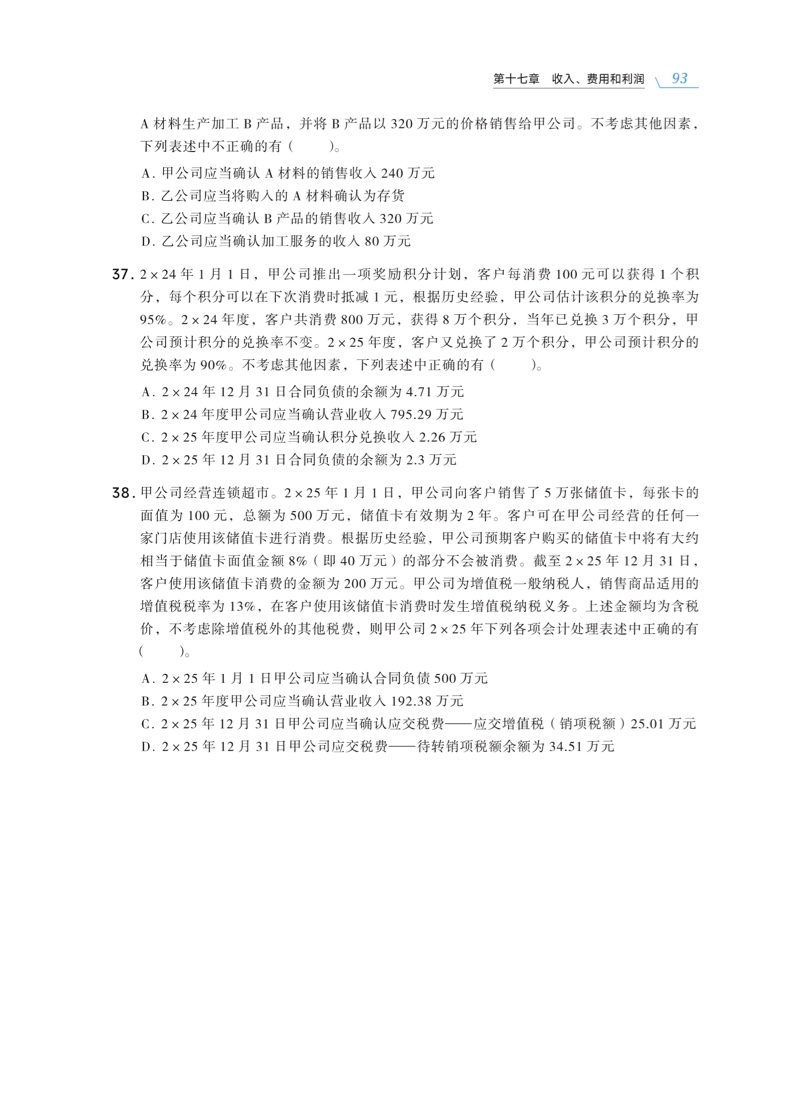 第十七章　收入、费用和利润　93
A 材料生产加工 B 产品，并将 B 产品以 320 万元的价格销售给甲公司。不考虑其他因素，
下列表述中不正确的有（　　）。
A. 甲公司应当确认 A 材料的销售收入 240 万元
B. 乙公司应当将购入的 A 材料确认为存货
C. 乙公司应当确认 B 产品的销售收入 320 万元
D. 乙公司应当确认加工服务的收入 80 万元
37. 2×24 年 1 月 1 日，甲公司推出一项奖励积分计划，客户每消费 100 元可以获得 1 个积
分，每个积分可以在下次消费时抵减 1 元，根据历史经验，甲公司估计该积分的兑换率为
95%。2×24 年度，客户共消费 800 万元，获得 8 万个积分，当年已兑换 3 万个积分，甲
公司预计积分的兑换率不变。2×25 年度，客户又兑换了 2 万个积分，甲公司预计积分的
兑换率为 90%。不考虑其他因素，下列表述中正确的有（　　）。
A. 2×24 年 12 月 31 日合同负债的余额为 4.71 万元
B. 2×24 年度甲公司应当确认营业收入 795.29 万元
C. 2×25 年度甲公司应当确认积分兑换收入 2.26 万元
D. 2×25 年 12 月 31 日合同负债的余额为 2.3 万元
38. 甲公司经营连锁超市。2×25 年 1 月 1 日，甲公司向客户销售了 5 万张储值卡，每张卡的
面值为 100 元，总额为 500 万元，储值卡有效期为 2 年。客户可在甲公司经营的任何一
家门店使用该储值卡进行消费。根据历史经验，甲公司预期客户购买的储值卡中将有大约
相当于储值卡面值金额 8%（即 40 万元）的部分不会被消费。截至 2×25 年 12 月 31 日，
客户使用该储值卡消费的金额为 200 万元。甲公司为增值税一般纳税人，销售商品适用的
增值税税率为 13%，在客户使用该储值卡消费时发生增值税纳税义务。上述金额均为含税
价，不考虑除增值税外的其他税费，则甲公司 2×25 年下列各项会计处理表述中正确的有
（　　）。
A. 2×25 年 1 月 1 日甲公司应当确认合同负债 500 万元
B. 2×25 年度甲公司应当确认营业收入 192.38 万元
C. 2×25 年 12 月 31 日甲公司应当确认应交税费——应交增值税（销项税额）25.01 万元
D. 2×25 年 12 月 31 日甲公司应交税费——待转销项税额余额为 34.51 万元